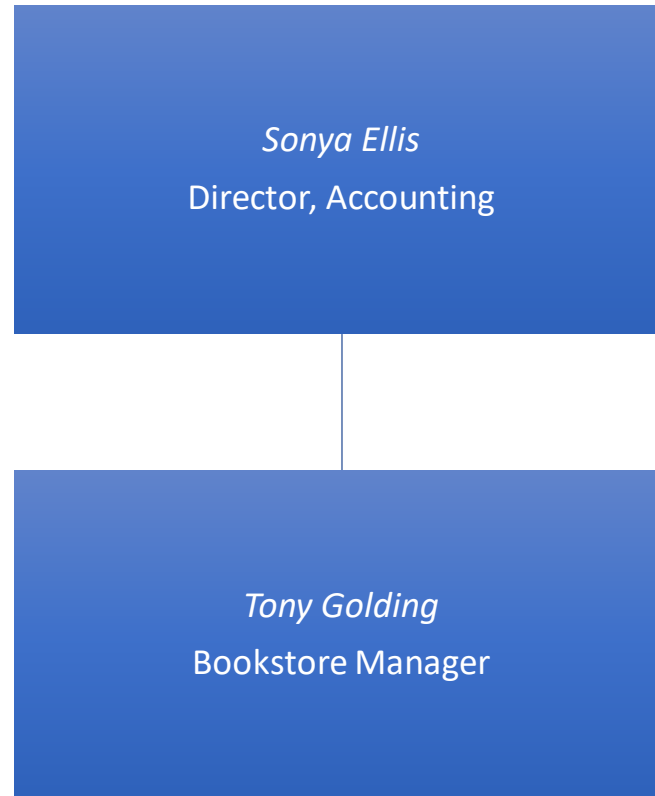 Sonya Ellis
Director, Accounting
Tony Golding
Bookstore Manager